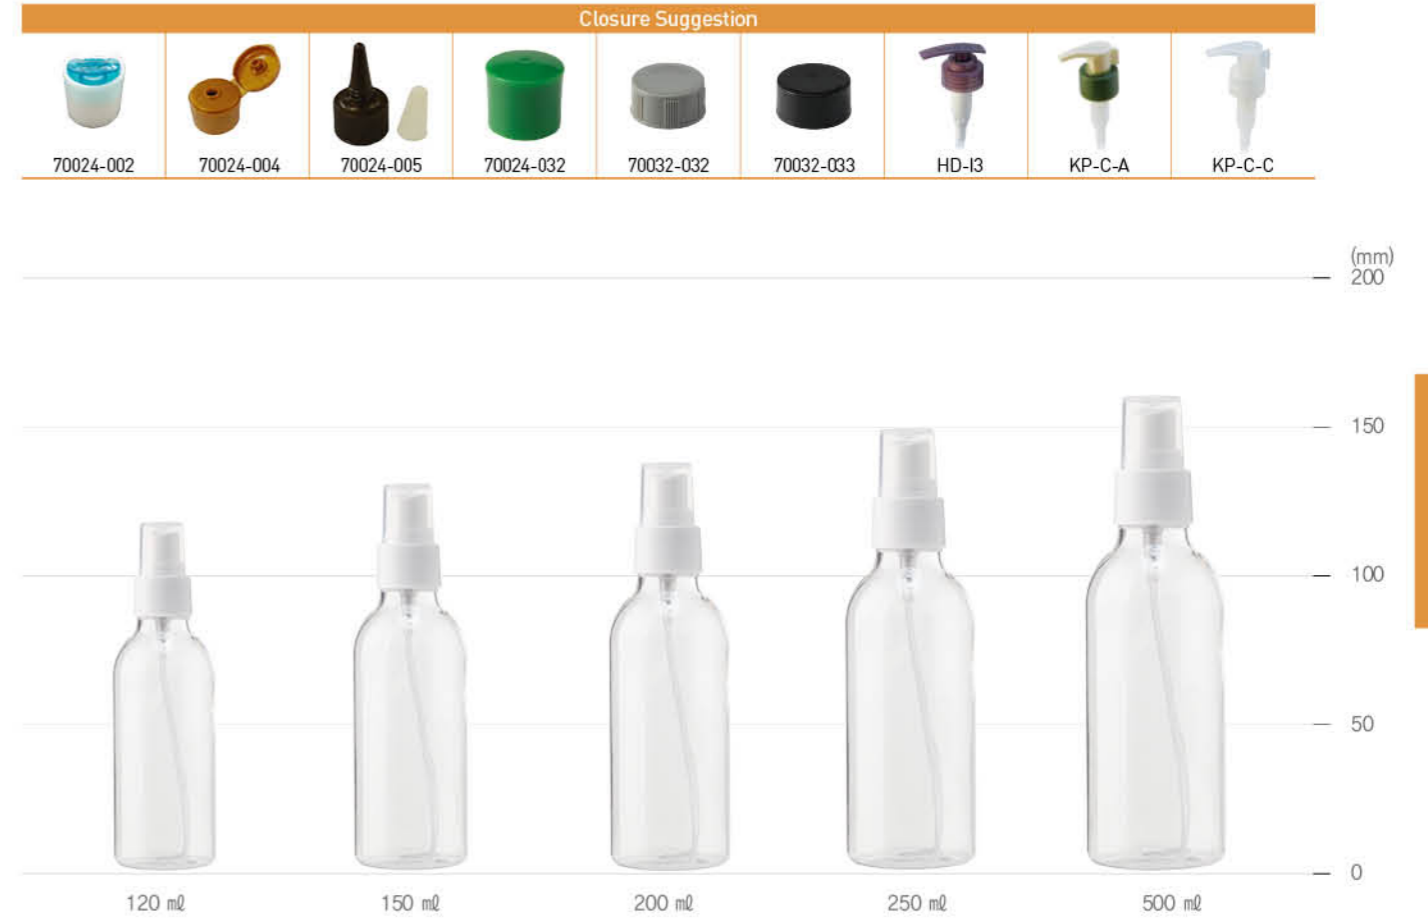 Closure Suggestion
70024-002 70024-004 70024-005 70024-032 70032-032 70032-033 HD-I3 KP-C-A KP-C-C
(mm)
200
150
100
50
0
120 ㎖ 150 ㎖ 200 ㎖ 250 ㎖ 500 ㎖